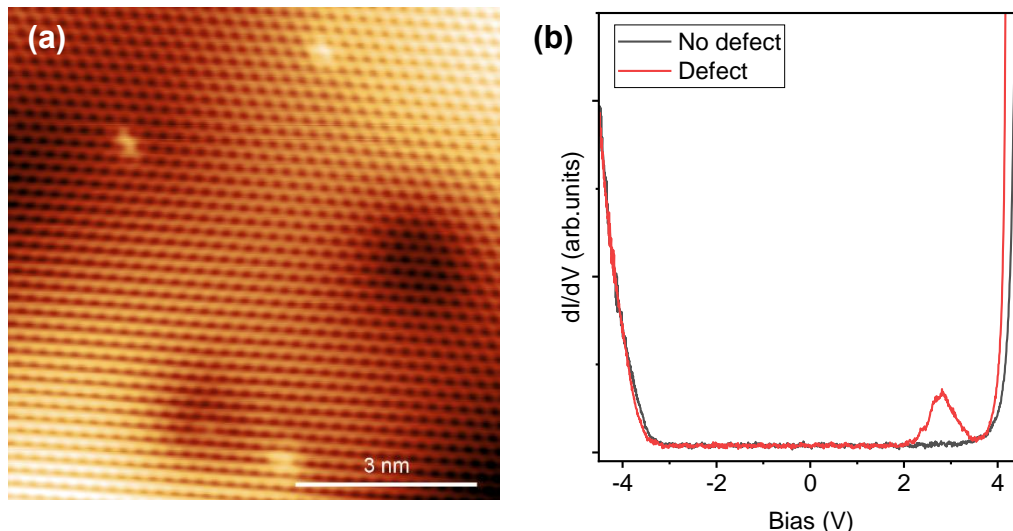 (a)
3 nm
(b)
No defect
Defect
dI/dV (arb.units)
-4 -2 0 2 4
Bias (V)